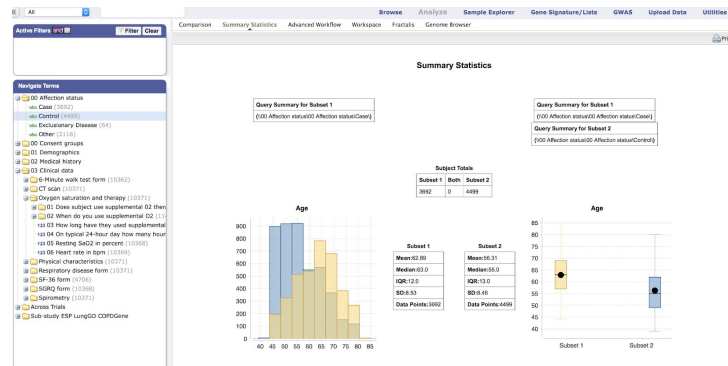 All
Browse Analyze Sample Explorer Gene Signature/Lists GWAS Upload Data Utilities
Active Filters and Filter Clear
Comparison Summary Statistics Advanced Workflow Workspace Fractalis Genome Browser
Summary Statistics
Navigate Terms
00 Affection status
abc Case (3692)
abc Control (4499)
abc Exclusionary Disease (64)
abc Other (2116)
00 Consent groups
01 Demographics
02 Medical history
03 Clinical data
6-Minute walk test form (10362)
CT scan (10371)
Oxygen saturation and therapy (10371)
01 Does subject use supplemental 02
02 When do you use supplemental O2
123 03 How long have they used supplemental
123 04 On typical 24-hour day how many hour
123 05 Resting SaO2 in percent (10368)
123 06 Heart rate in bpm (10369)
Physical characteristics (10371)
Respiratory disease form (10371)
SF-36 form (4706)
SGRQ form (10368)
Spirometry (10371)
Across Trials
Sub-study ESP LungGO COPDGene
Query Summary for Subset 1
(\\00 Affection status\00 Affection status\Case\)
Query Summary for Subset 1
(\\00 Affection status\00 Affection status\Case\)
Query Summary for Subset 2
(\\00 Affection status\00 Affection status\Control\)
Subject Totals
Subset 1 Both Subset 2
3692 0 4499
Age
900
800
700
600
500
400
300
200
100
0
40 45 50 55 60 65 70 75 80 85
Subset 1
Mean:62.89
Median:63.0
IQR:12.0
SD:8.53
Data Points:3692
Subset 2
Mean:56.31
Median:55.0
IQR:13.0
SD:8.46
Data Points:4499
Age
85
80
75
70
65
60
55
50
45
40
Subset 1 Subset 2